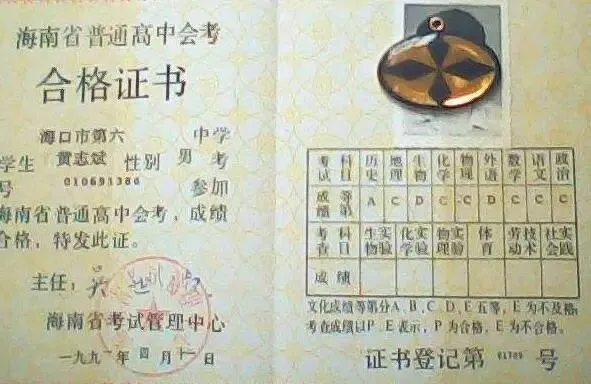 海南省普通高中会考
合格证书
海口市第六 中学
学生 黄志斌 性别 男 考
号 010691380 参加
海南省普通高中会考，成绩
合格，特发此证。
主任：
海南省考试管理中心
一九九一年四月十一日
考试科目 历史 地理 生物 化学 物理 外语 数学 语文 政治
成绩等第 A C D C C D C C C
考查科目 生物实验 化学实验 物理实验 体育 劳动技术 社会实践
成绩
文化成绩等第分A、B、C、D、E五等，E为不及格；
考查成绩以P、E表示，P为合格，E为不合格。
证书登记第 01709 号